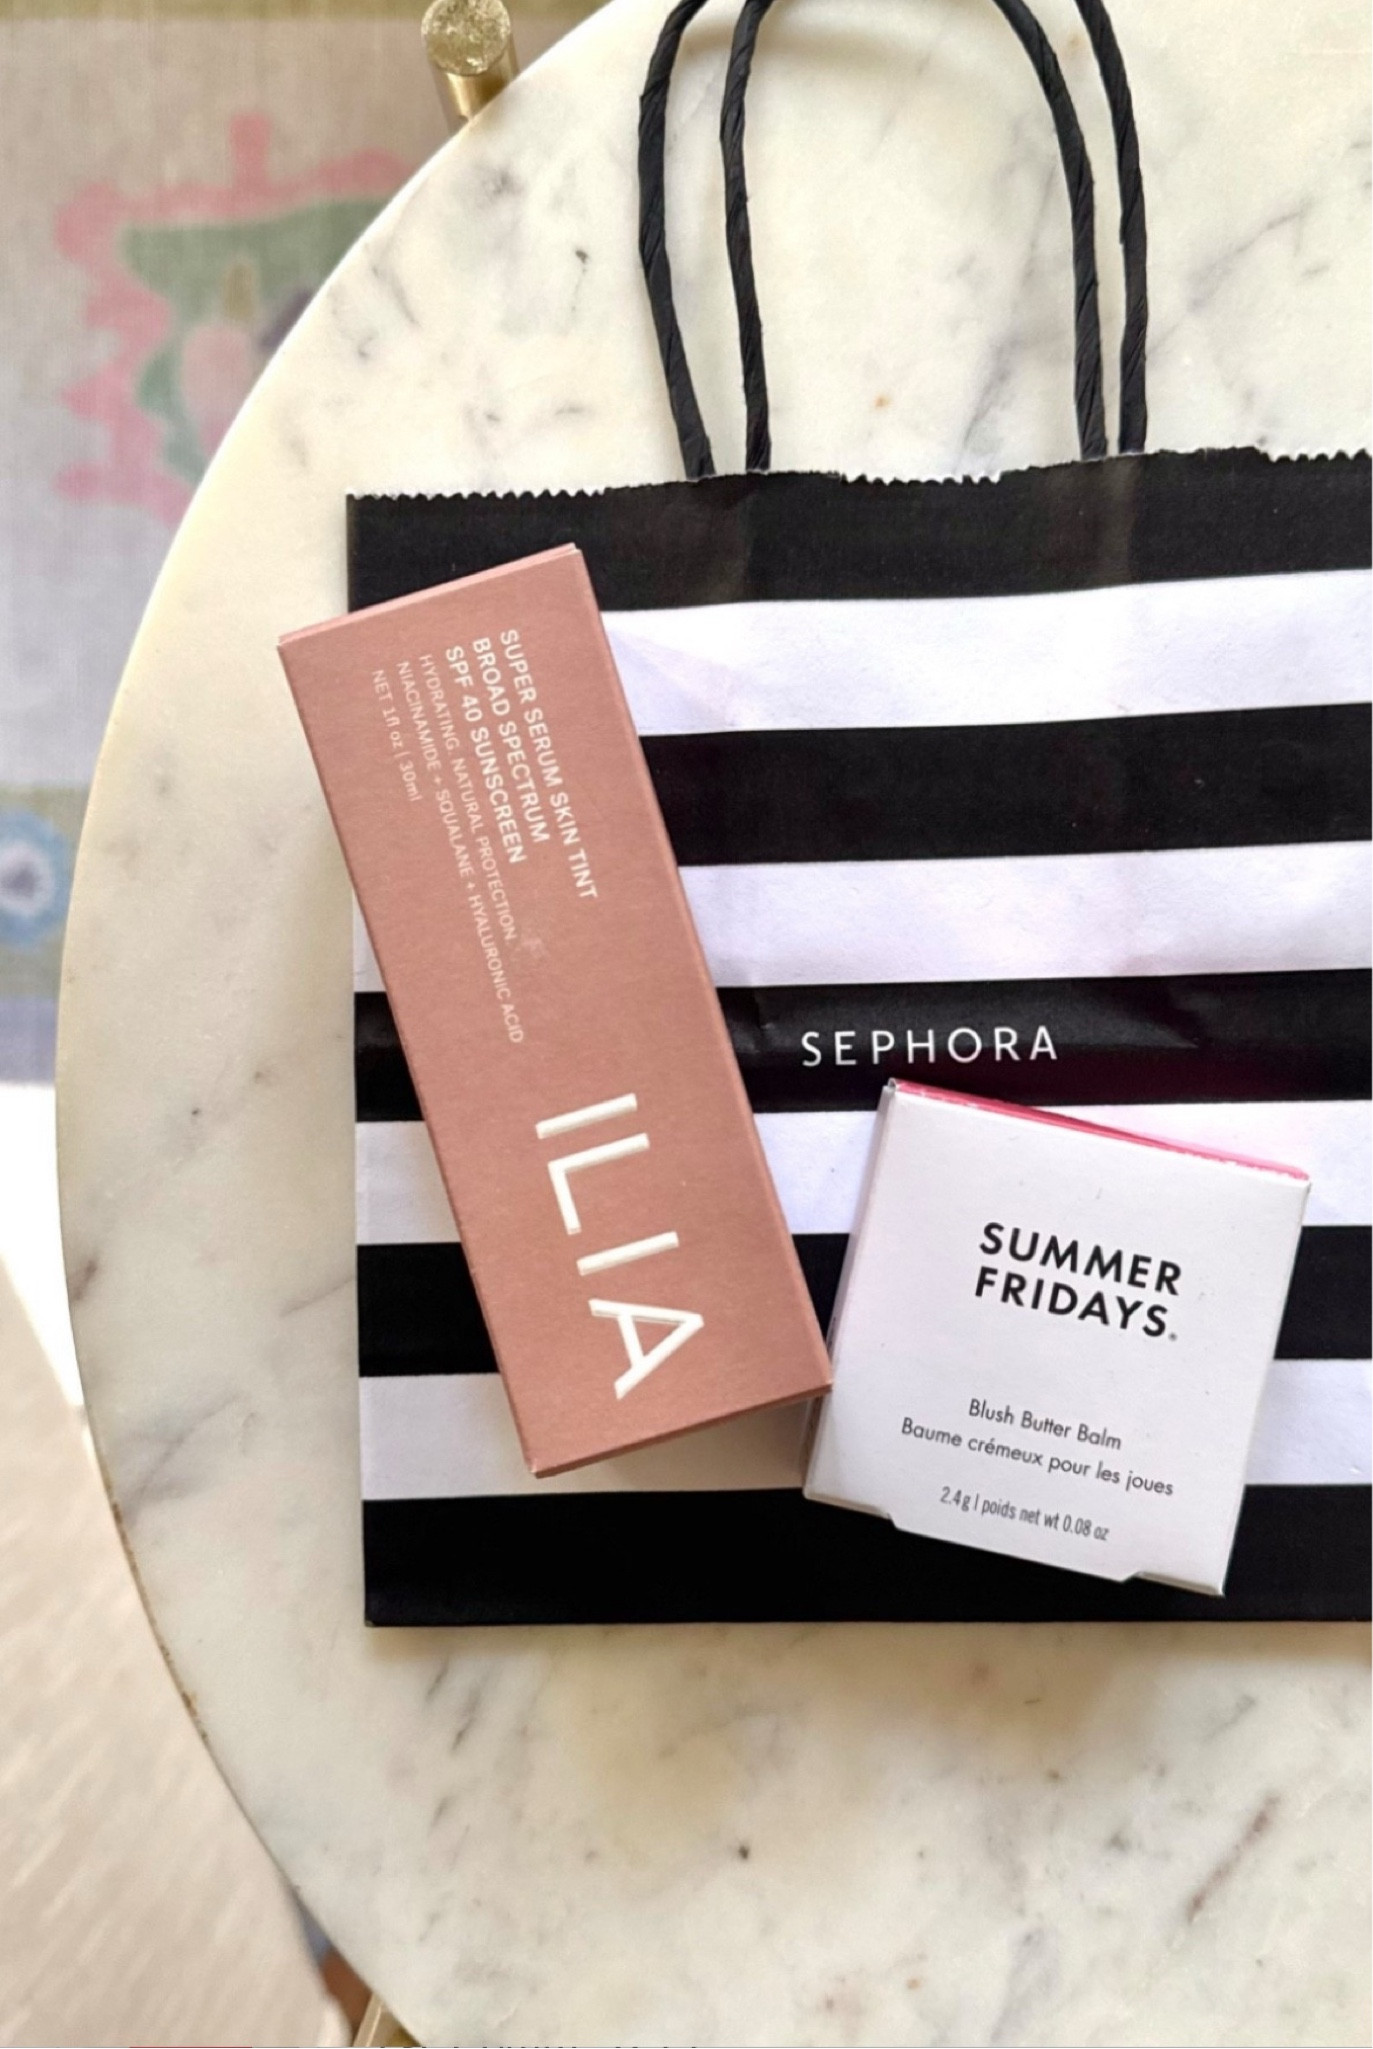 SUPER SERUM SKIN TINT
BROAD SPECTRUM
SPF 40 SUNSCREEN
HYDRATING. NATURAL PROTECTION.
NIACINAMIDE + SQUALANE + HYALURONIC ACID
NET 1fl oz | 30ml
ILIA
SEPHORA
SUMMER
FRIDAYS®
Blush Butter Balm
Baume crémeux pour les joues
2.4g | poids net wt 0.08 oz